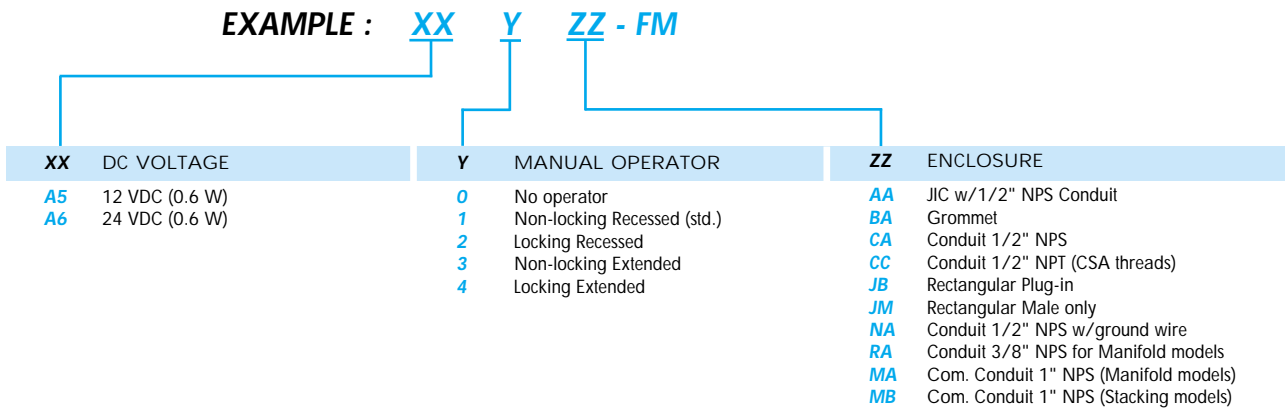 EXAMPLE : XX Y ZZ - FM
XX DC VOLTAGE
A5 12 VDC (0.6 W)
A6 24 VDC (0.6 W)
Y MANUAL OPERATOR
0 No operator
1 Non-locking Recessed (std.)
2 Locking Recessed
3 Non-locking Extended
4 Locking Extended
ZZ ENCLOSURE
AA JIC w/1/2" NPS Conduit
BA Grommet
CA Conduit 1/2" NPS
CC Conduit 1/2" NPT (CSA threads)
JB Rectangular Plug-in
JM Rectangular Male only
NA Conduit 1/2" NPS w/ground wire
RA Conduit 3/8" NPS for Manifold models
MA Com. Conduit 1" NPS (Manifold models)
MB Com. Conduit 1" NPS (Stacking models)